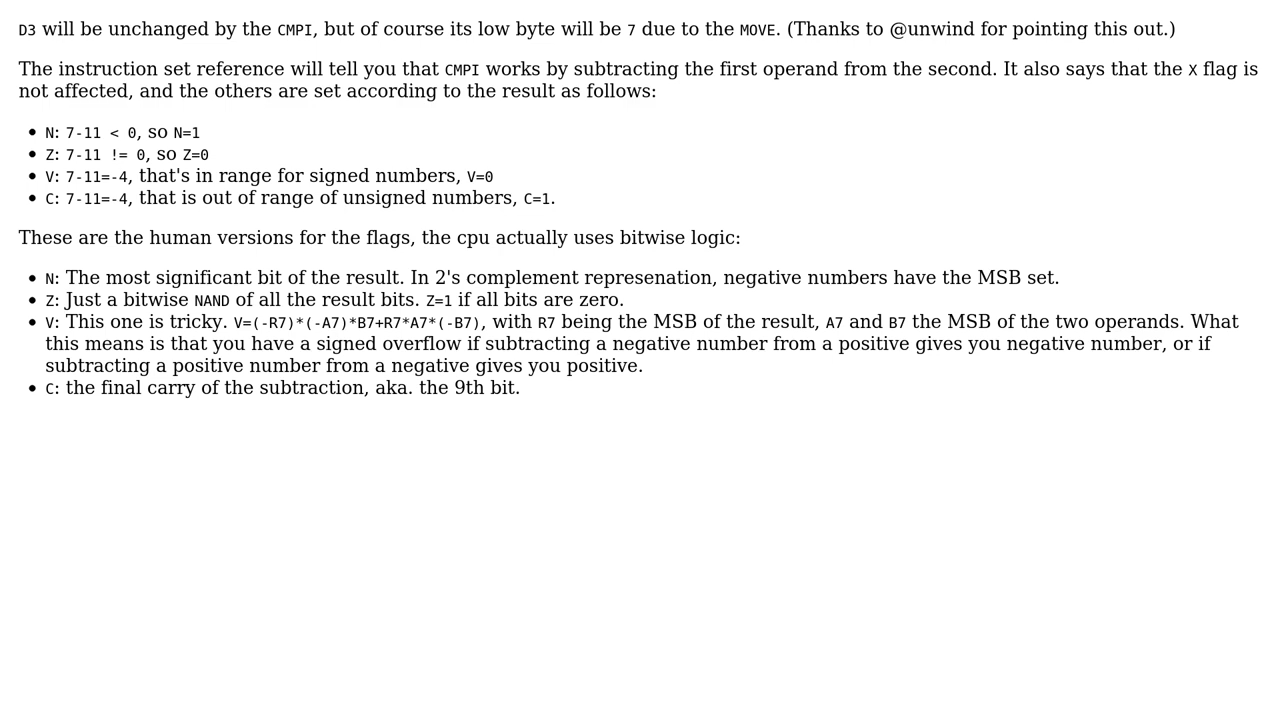 D3 will be unchanged by the CMPI, but of course its low byte will be 7 due to the MOVE. (Thanks to @unwind for pointing this out.)
The instruction set reference will tell you that CMPI works by subtracting the first operand from the second. It also says that the X flag is
not affected, and the others are set according to the result as follows:
• N: 7-11 < 0, so N=1
• Z: 7-11 != 0, so Z=0
• V: 7-11=-4, that's in range for signed numbers, V=0
• C: 7-11=-4, that is out of range of unsigned numbers, C=1.
These are the human versions for the flags, the cpu actually uses bitwise logic:
• N: The most significant bit of the result. In 2's complement represenation, negative numbers have the MSB set.
• Z: Just a bitwise NAND of all the result bits. Z=1 if all bits are zero.
• V: This one is tricky. V=(-R7)*(-A7)*B7+R7*A7*(-B7), with R7 being the MSB of the result, A7 and B7 the MSB of the two operands. What
this means is that you have a signed overflow if subtracting a negative number from a positive gives you negative number, or if
subtracting a positive number from a negative gives you positive.
• C: the final carry of the subtraction, aka. the 9th bit.